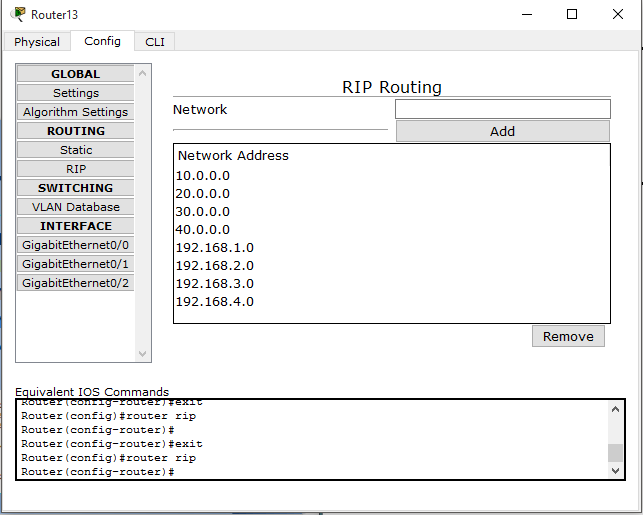 Router13
Physical Config CLI
GLOBAL
Settings
Algorithm Settings
ROUTING
Static
RIP
SWITCHING
VLAN Database
INTERFACE
GigabitEthernet0/0
GigabitEthernet0/1
GigabitEthernet0/2
RIP Routing
Network
Add
Network Address
10.0.0.0
20.0.0.0
30.0.0.0
40.0.0.0
192.168.1.0
192.168.2.0
192.168.3.0
192.168.4.0
Remove
Equivalent IOS Commands
Router(config-router)#exit
Router(config)#router rip
Router(config-router)#
Router(config-router)#exit
Router(config)#router rip
Router(config-router)#